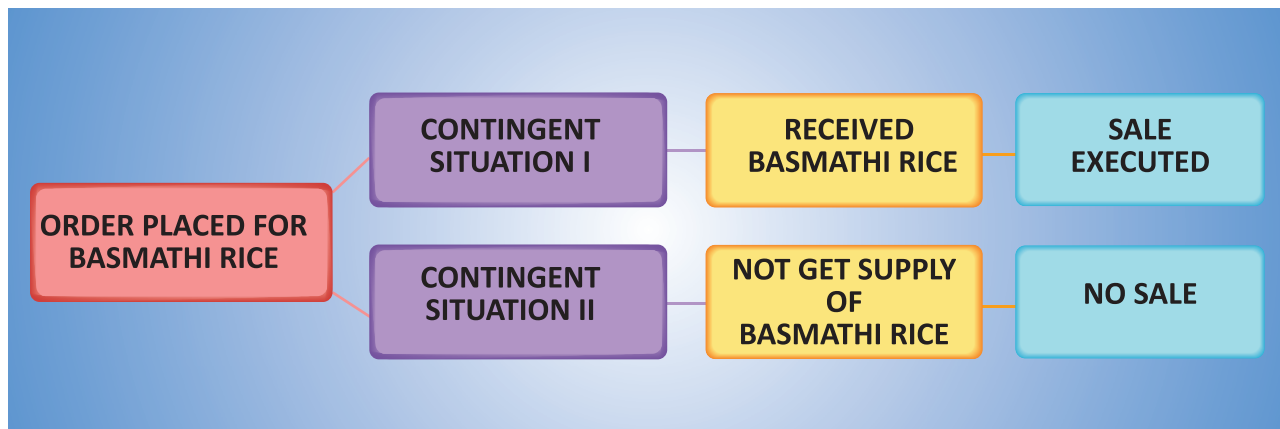 ORDER PLACED FOR
BASMATHI RICE
CONTINGENT
SITUATION I
RECEIVED
BASMATHI RICE
SALE
EXECUTED
CONTINGENT
SITUATION II
NOT GET SUPPLY
OF
BASMATHI RICE
NO SALE